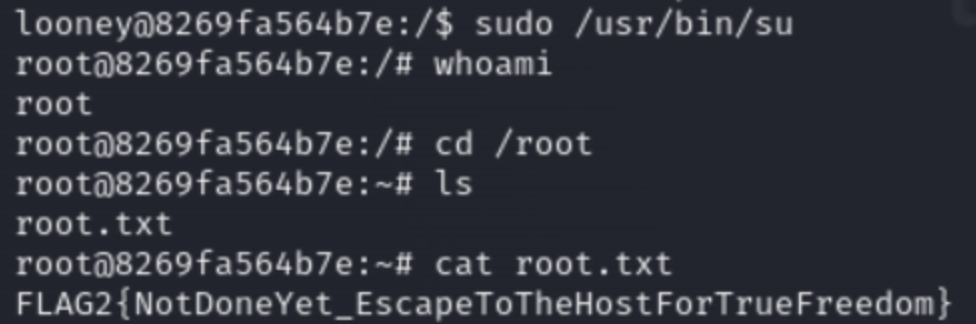 looney@8269fa564b7e:/$ sudo /usr/bin/su
root@8269fa564b7e:/# whoami
root
root@8269fa564b7e:/# cd /root
root@8269fa564b7e:~# ls
root.txt
root@8269fa564b7e:~# cat root.txt
FLAG2{NotDoneYet_EscapeToTheHostForTrueFreedom}